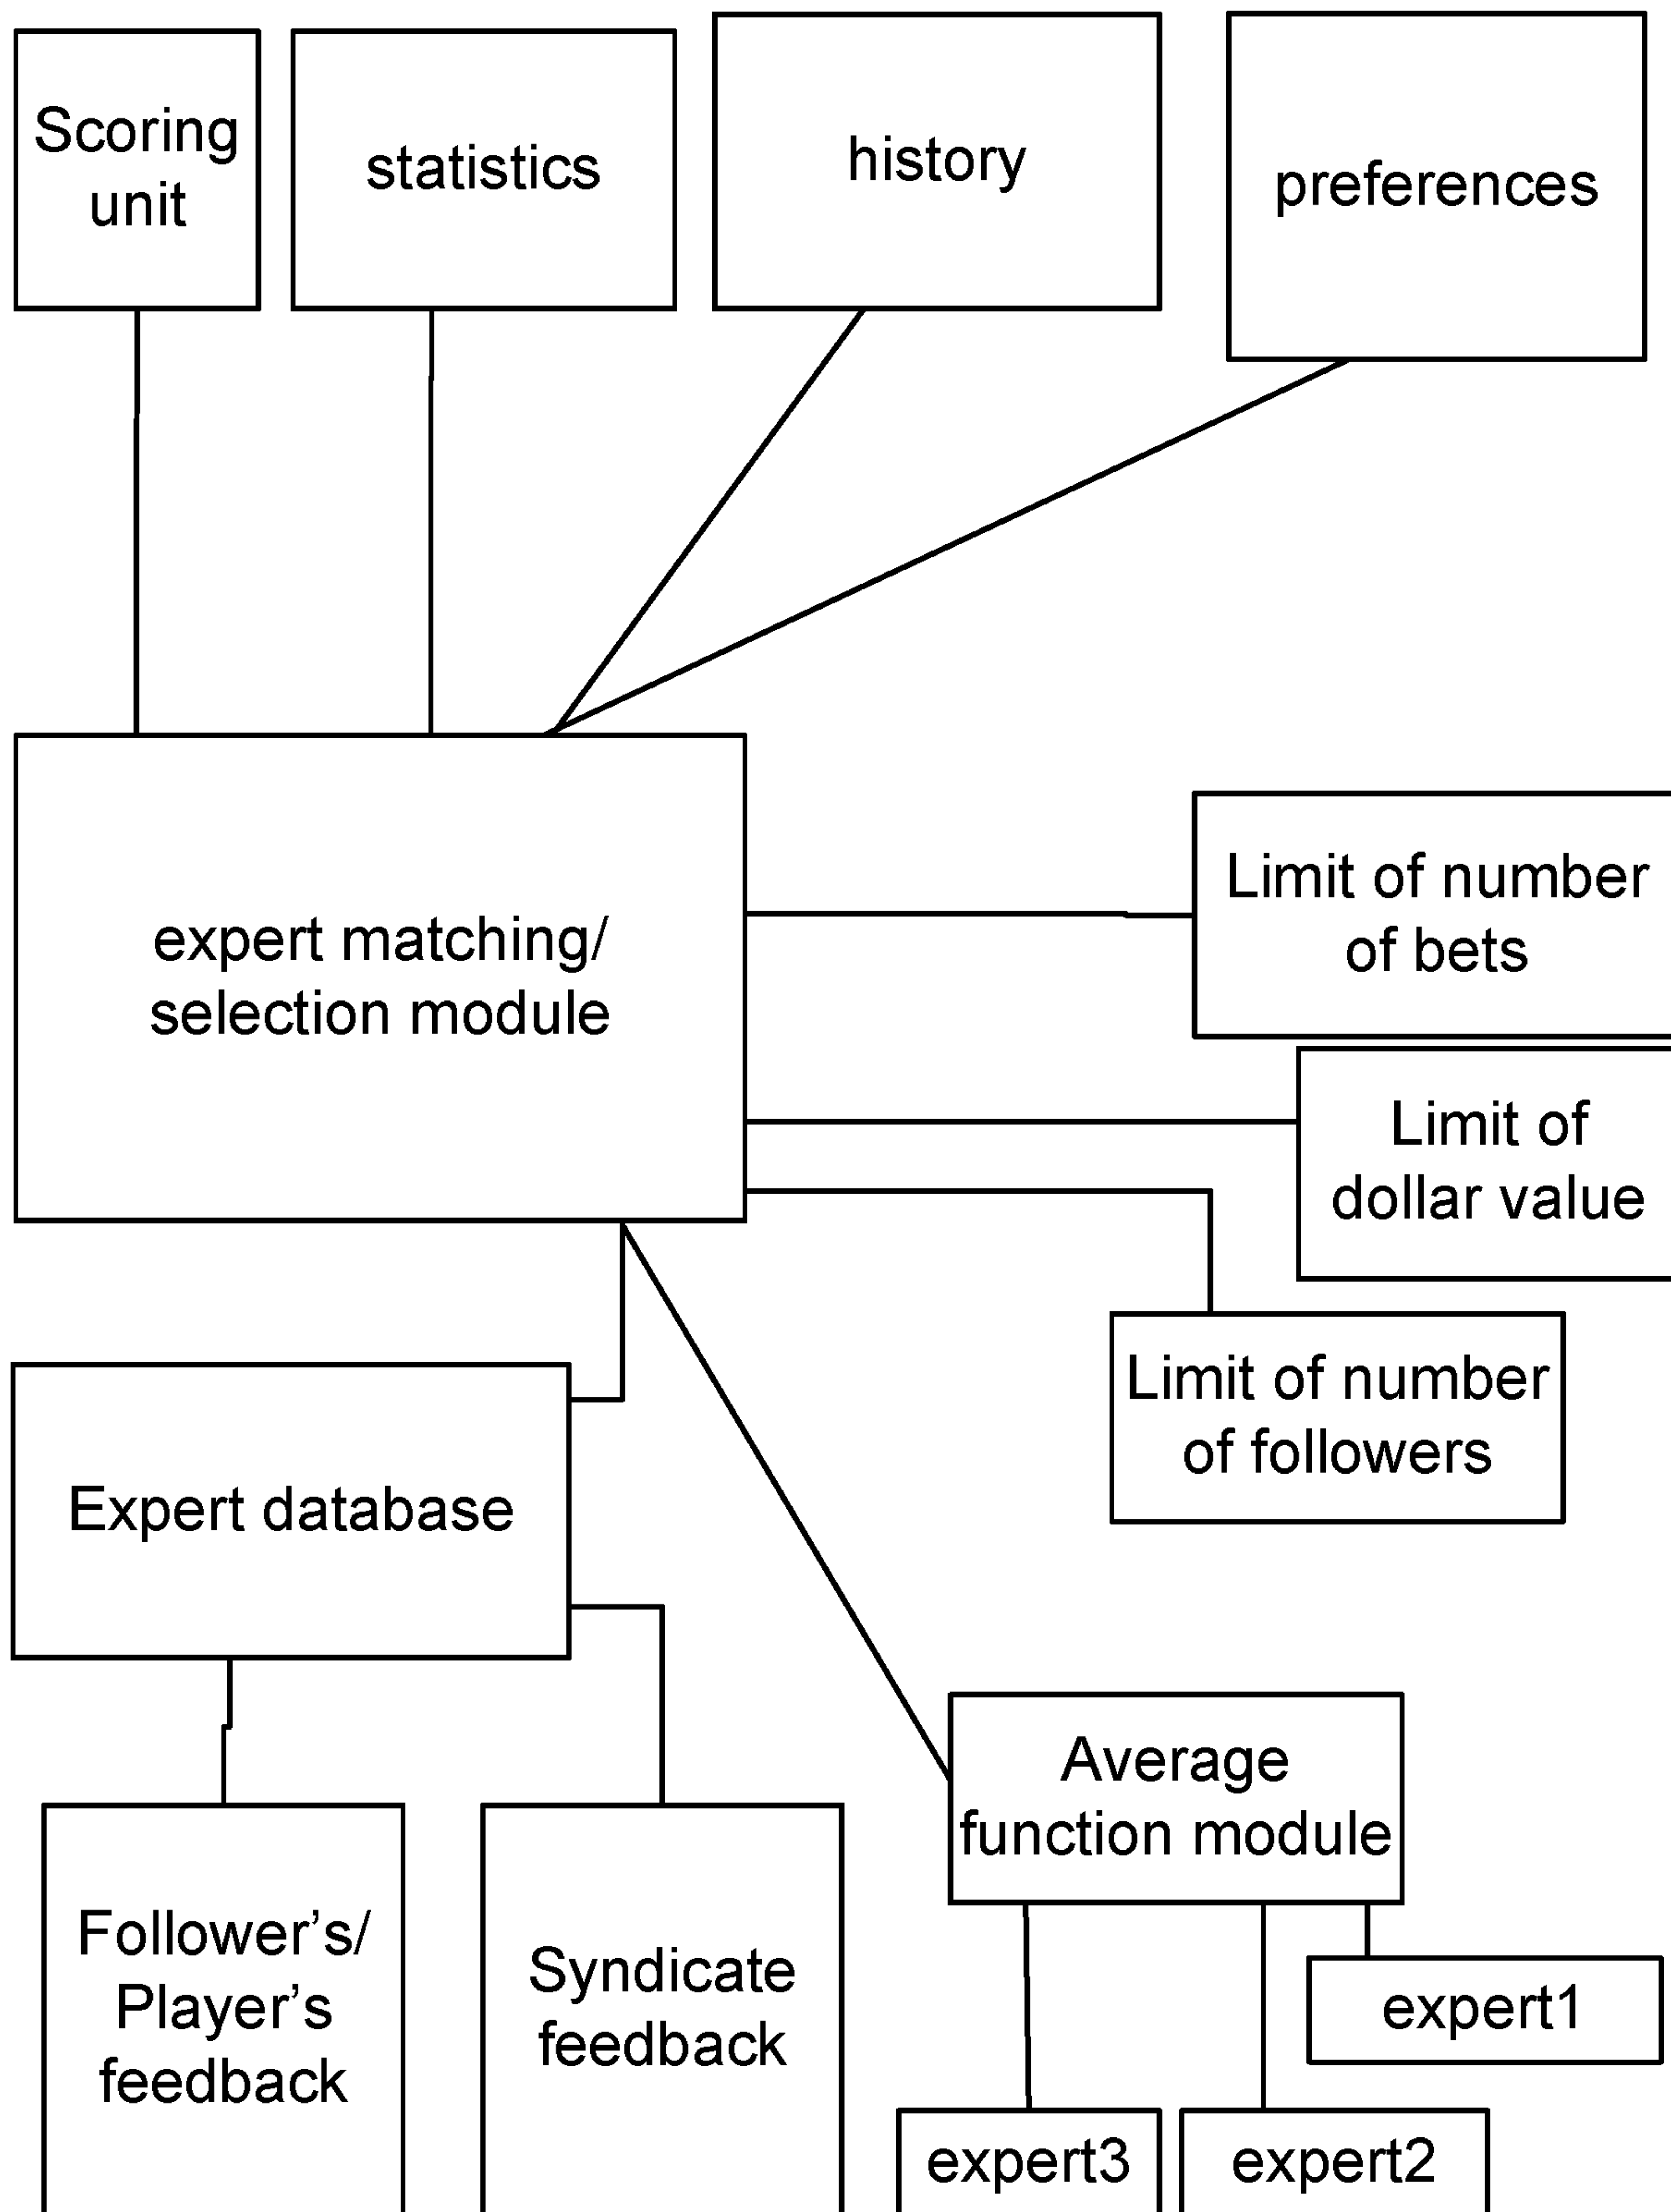 Scoring
unit
statistics
history
preferences
expert matching/
selection module
Limit of number
of bets
Limit of
dollar value
Limit of number
of followers
Expert database
Average
function module
Follower’s/
Player’s
feedback
Syndicate
feedback
expert1
expert3
expert2